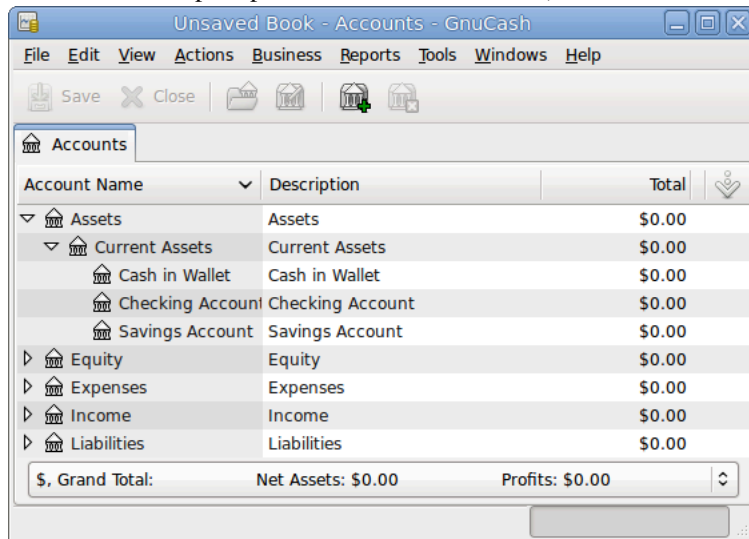 Unsaved Book - Accounts - GnuCash
File Edit View Actions Business Reports Tools Windows Help
Save Close
Accounts
Account Name Description Total
Assets Assets $0.00
Current Assets Current Assets $0.00
Cash in Wallet Cash in Wallet $0.00
Checking Account Checking Account $0.00
Savings Account Savings Account $0.00
Equity Equity $0.00
Expenses Expenses $0.00
Income Income $0.00
Liabilities Liabilities $0.00
$, Grand Total: Net Assets: $0.00 Profits: $0.00